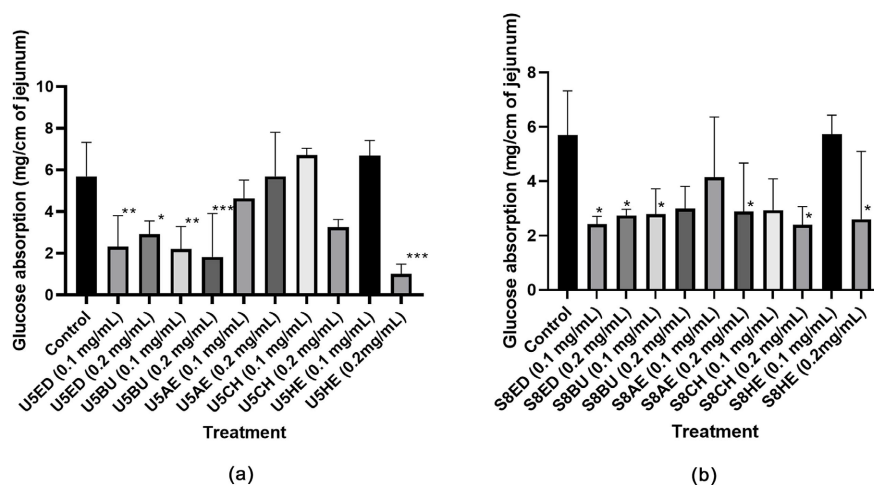 Glucose absorption (mg/cm of jejunum)
10
8
6
4
2
0
**
*
**
***
***
Control
U5ED (0.1 mg/mL)
U5ED (0.2 mg/mL)
U5BU (0.1 mg/mL)
U5BU (0.2 mg/mL)
U5AE (0.1 mg/mL)
U5AE (0.2 mg/mL)
U5CH (0.1 mg/mL)
U5CH (0.2 mg/mL)
U5HE (0.1 mg/mL)
U5HE (0.2mg/mL)
Treatment
(a)
Glucose absorption (mg/cm of jejunum)
8
6
4
2
0
*
*
*
*
*
*
Control
S8ED (0.1 mg/mL)
S8ED (0.2 mg/mL)
S8BU (0.1 mg/mL)
S8BU (0.2 mg/mL)
S8AE (0.1 mg/mL)
S8AE (0.2 mg/mL)
S8CH (0.1 mg/mL)
S8CH (0.2 mg/mL)
S8HE (0.1 mg/mL)
S8HE (0.2mg/mL)
Treatment
(b)